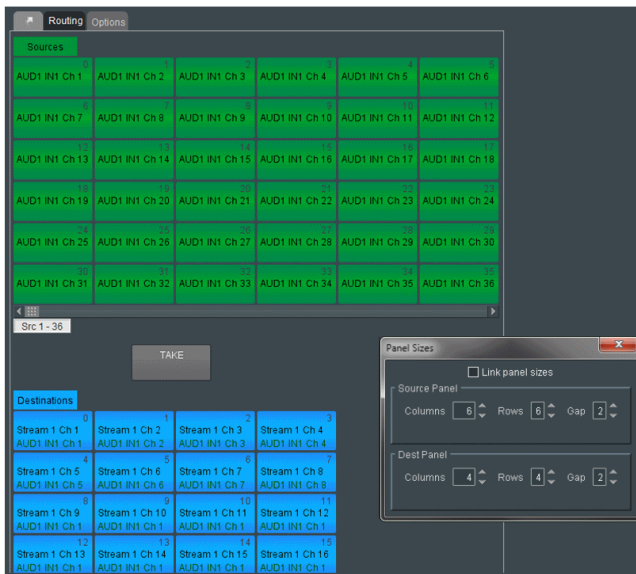 Routing Options
Sources
0 1 2 3 4 5
AUD1 IN1 Ch 1 AUD1 IN1 Ch 2 AUD1 IN1 Ch 3 AUD1 IN1 Ch 4 AUD1 IN1 Ch 5 AUD1 IN1 Ch 6
6 7 8 9 10 11
AUD1 IN1 Ch 7 AUD1 IN1 Ch 8 AUD1 IN1 Ch 9 AUD1 IN1 Ch 10 AUD1 IN1 Ch 11 AUD1 IN1 Ch 12
12 13 14 15 16 17
AUD1 IN1 Ch 13 AUD1 IN1 Ch 14 AUD1 IN1 Ch 15 AUD1 IN1 Ch 16 AUD1 IN1 Ch 17 AUD1 IN1 Ch 18
18 19 20 21 22 23
AUD1 IN1 Ch 19 AUD1 IN1 Ch 20 AUD1 IN1 Ch 21 AUD1 IN1 Ch 22 AUD1 IN1 Ch 23 AUD1 IN1 Ch 24
24 25 26 27 28 29
AUD1 IN1 Ch 25 AUD1 IN1 Ch 26 AUD1 IN1 Ch 27 AUD1 IN1 Ch 28 AUD1 IN1 Ch 29 AUD1 IN1 Ch 30
30 31 32 33 34 35
AUD1 IN1 Ch 31 AUD1 IN1 Ch 32 AUD1 IN1 Ch 33 AUD1 IN1 Ch 34 AUD1 IN1 Ch 35 AUD1 IN1 Ch 36
Src 1 - 36
TAKE
Destinations
0 1 2 3
Stream 1 Ch 1 Stream 1 Ch 2 Stream 1 Ch 3 Stream 1 Ch 4
AUD1 IN1 Ch 1 AUD1 IN1 Ch 2 AUD1 IN1 Ch 3 AUD1 IN1 Ch 4
4 5 6 7
Stream 1 Ch 5 Stream 1 Ch 6 Stream 1 Ch 7 Stream 1 Ch 8
AUD1 IN1 Ch 5 AUD1 IN1 Ch 6 AUD1 IN1 Ch 7 AUD1 IN1 Ch 8
8 9 10 11
Stream 1 Ch 9 Stream 1 Ch 10 Stream 1 Ch 11 Stream 1 Ch 12
AUD1 IN1 Ch 1 AUD1 IN1 Ch 1 AUD1 IN1 Ch 1 AUD1 IN1 Ch 1
12 13 14 15
Stream 1 Ch 13 Stream 1 Ch 14 Stream 1 Ch 15 Stream 1 Ch 16
AUD1 IN1 Ch 1 AUD1 IN1 Ch 1 AUD1 IN1 Ch 1 AUD1 IN1 Ch 1
Panel Sizes
Link panel sizes
Source Panel
Columns 6 Rows 6 Gap 2
Dest Panel
Columns 4 Rows 4 Gap 2